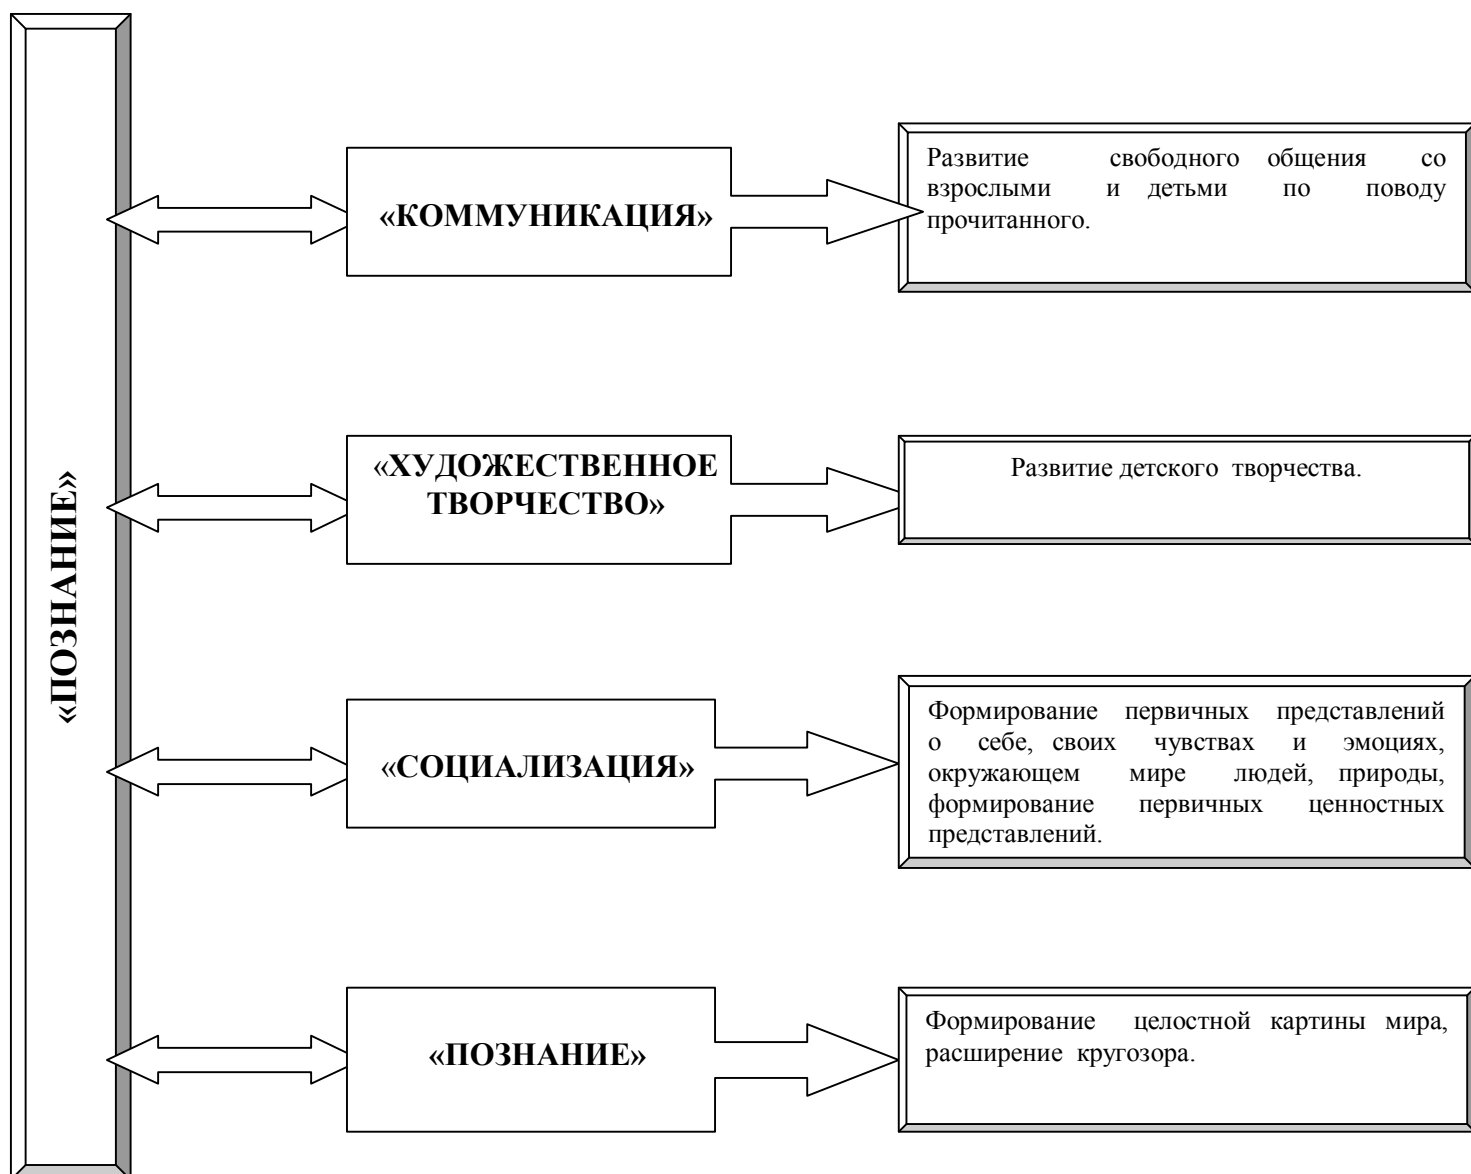 «ПОЗНАНИЕ»
«КОММУНИКАЦИЯ»
Развитие свободного общения со
взрослыми и детьми по поводу
прочитанного.
«ХУДОЖЕСТВЕННОЕ
ТВОРЧЕСТВО»
Развитие детского творчества.
«СОЦИАЛИЗАЦИЯ»
Формирование первичных представлений
о себе, своих чувствах и эмоциях,
окружающем мире людей, природы,
формирование первичных ценностных
представлений.
«ПОЗНАНИЕ»
Формирование целостной картины мира,
расширение кругозора.